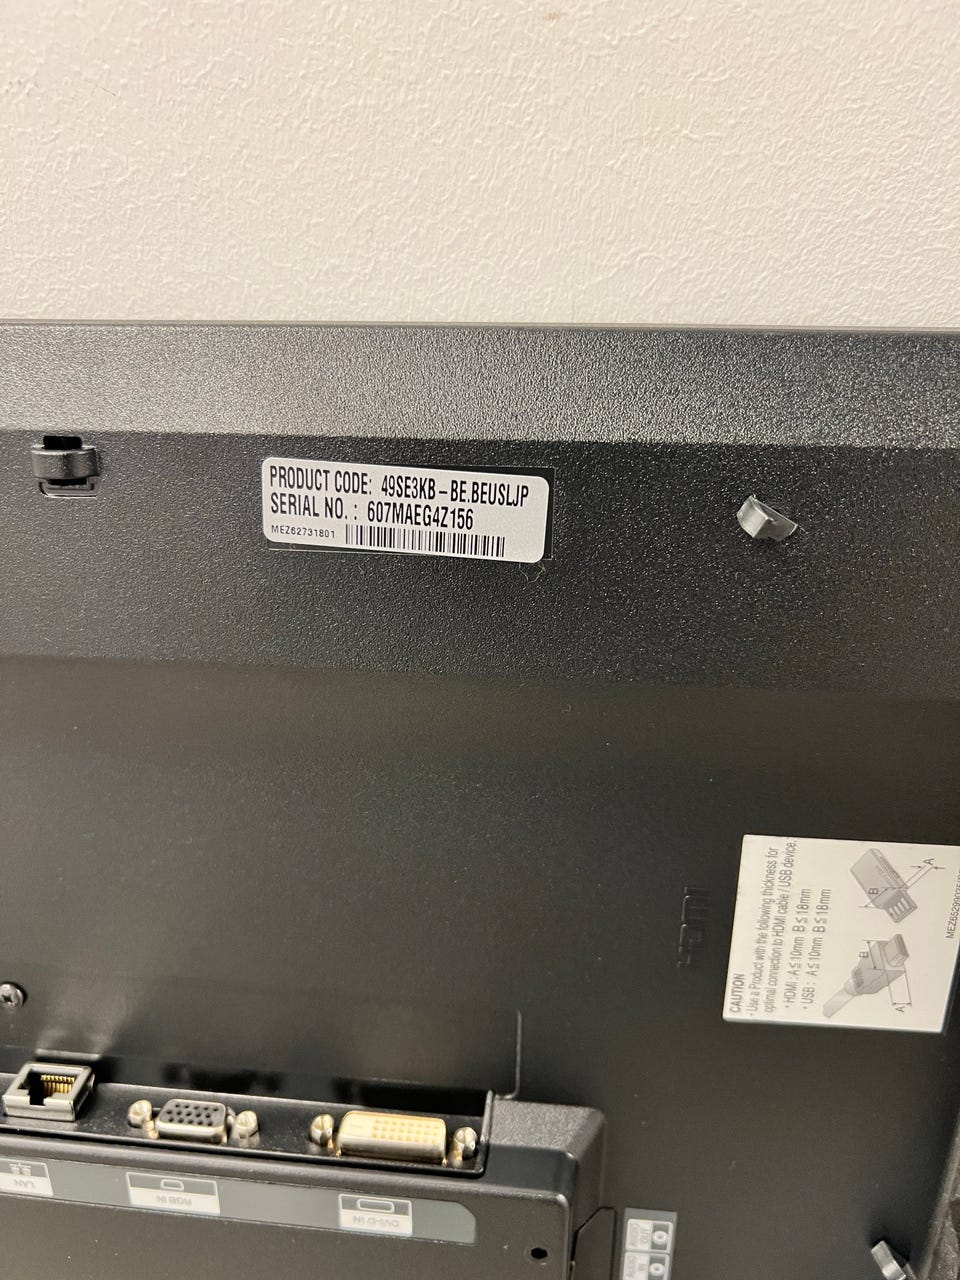 PRODUCT CODE: 49SE3KB-BE.BEUSLJP
SERIAL NO. : 607MAEG4Z156
MEZ62731801
HDMI
CAUTION
* Use a Product with the following thickness for
optimal connection to HDMI cable / USB device.
* HDMI : A≦10mm B≦18mm
* USB : A≦10mm B≦18mm
A
B
B
A
LAN
RGB IN
DVI-D IN